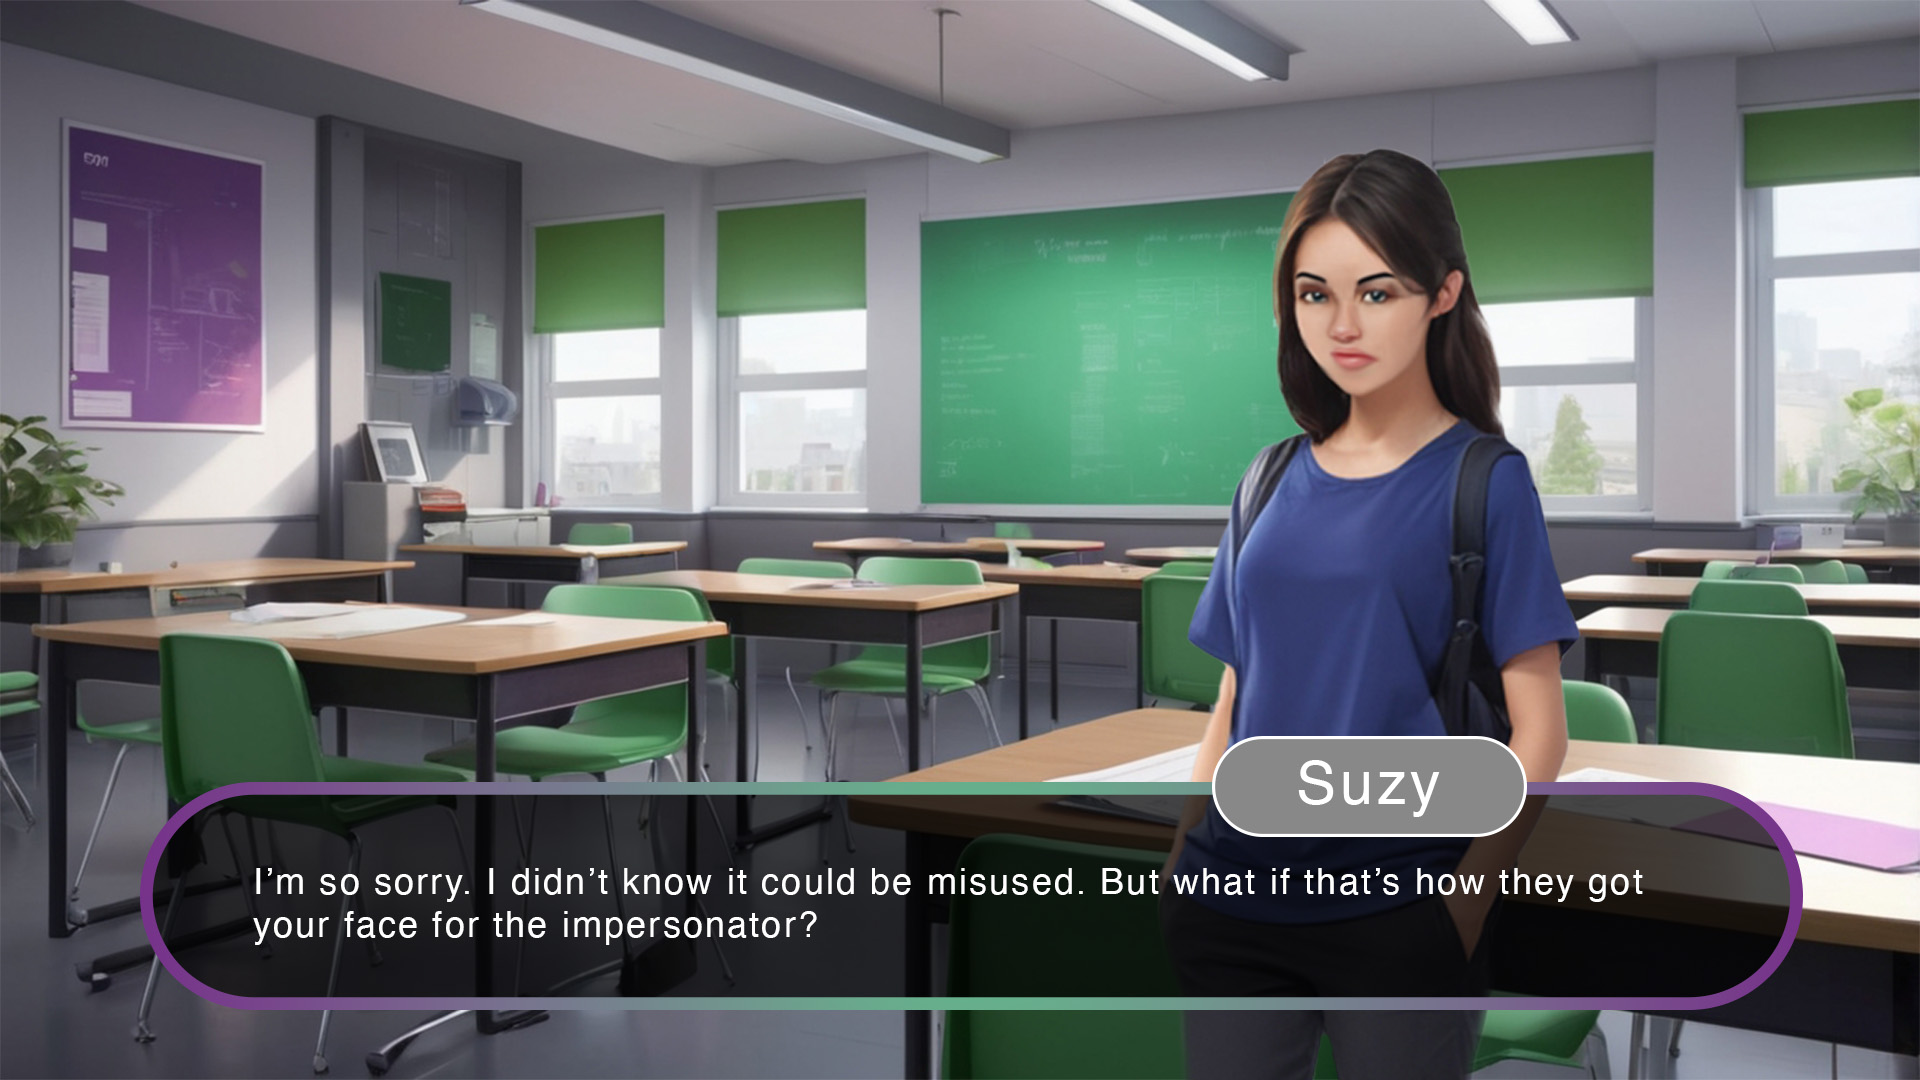 Suzy
I’m so sorry. I didn’t know it could be misused. But what if that’s how they got
your face for the impersonator?